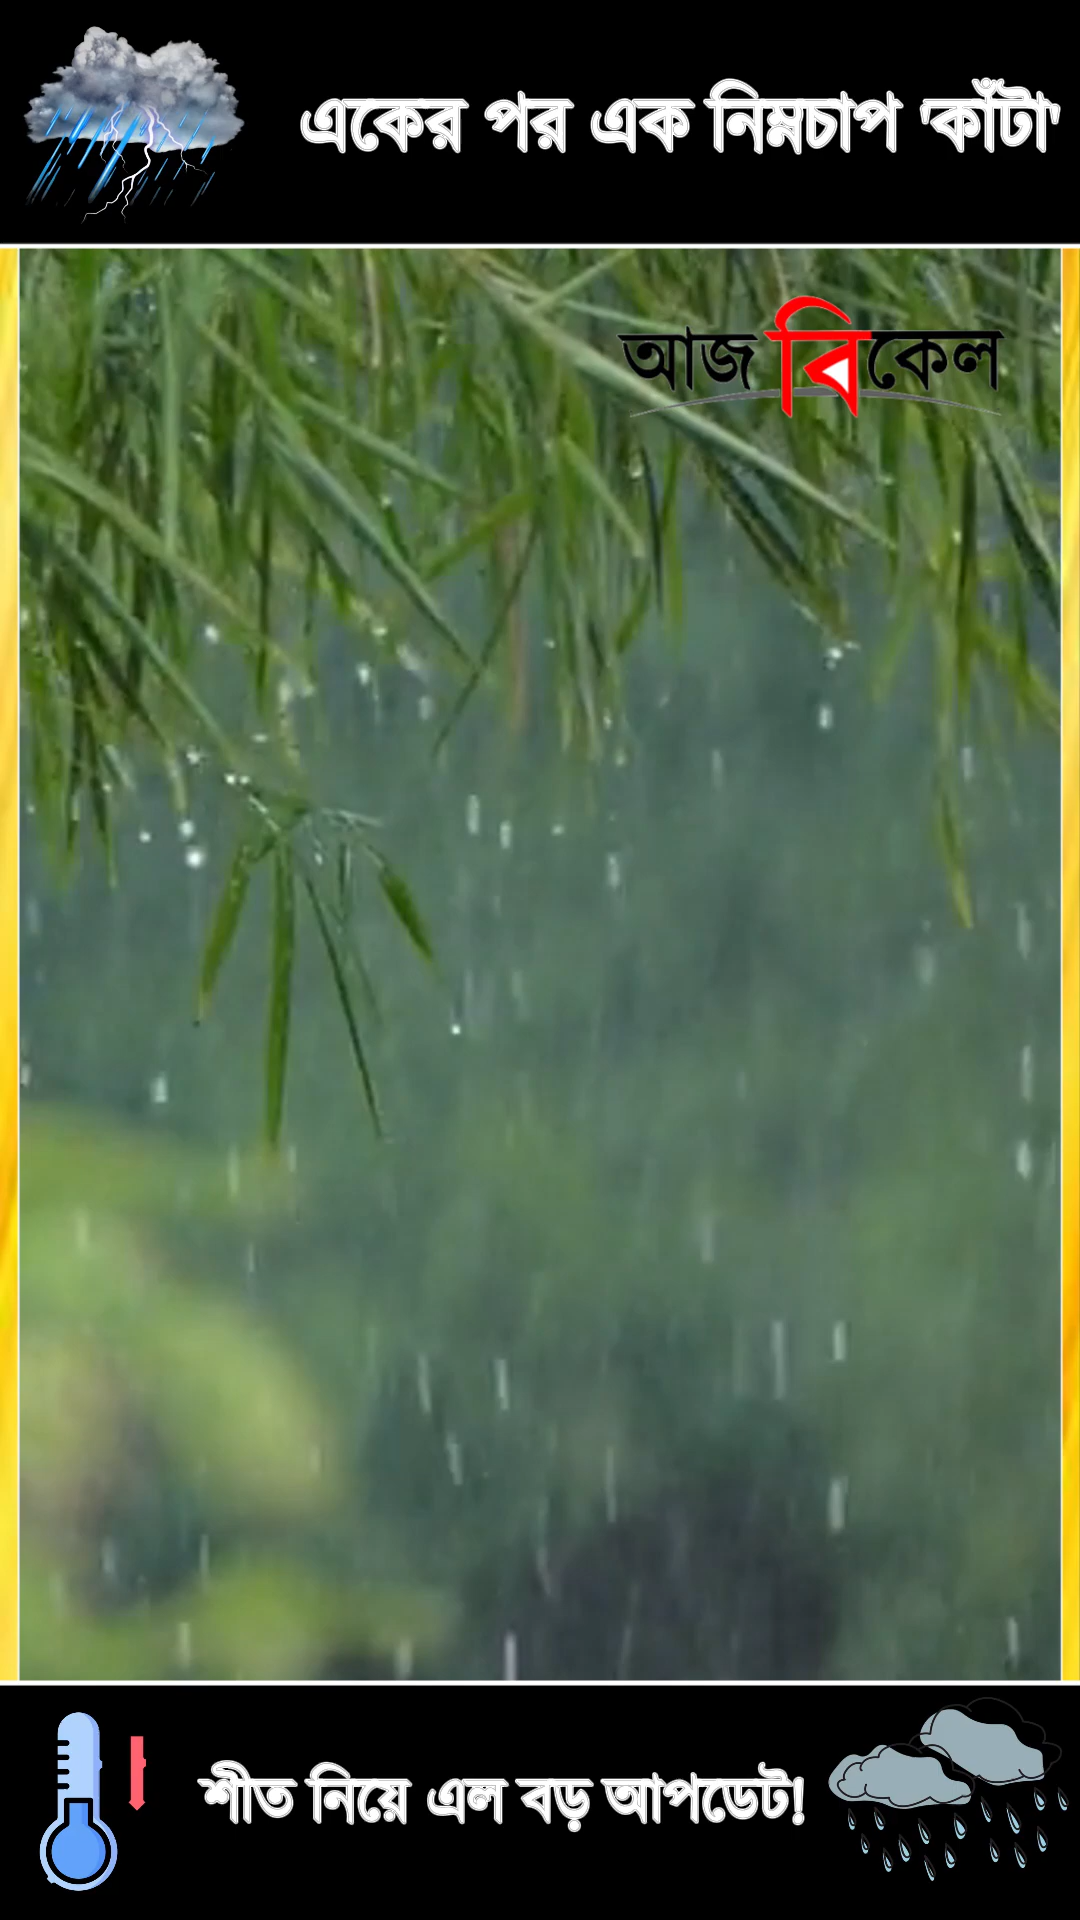 একের পর এক নিম্নচাপ 'কাঁটা'
আজ বিকেল
শীত নিয়ে এল বড় আপডেট!